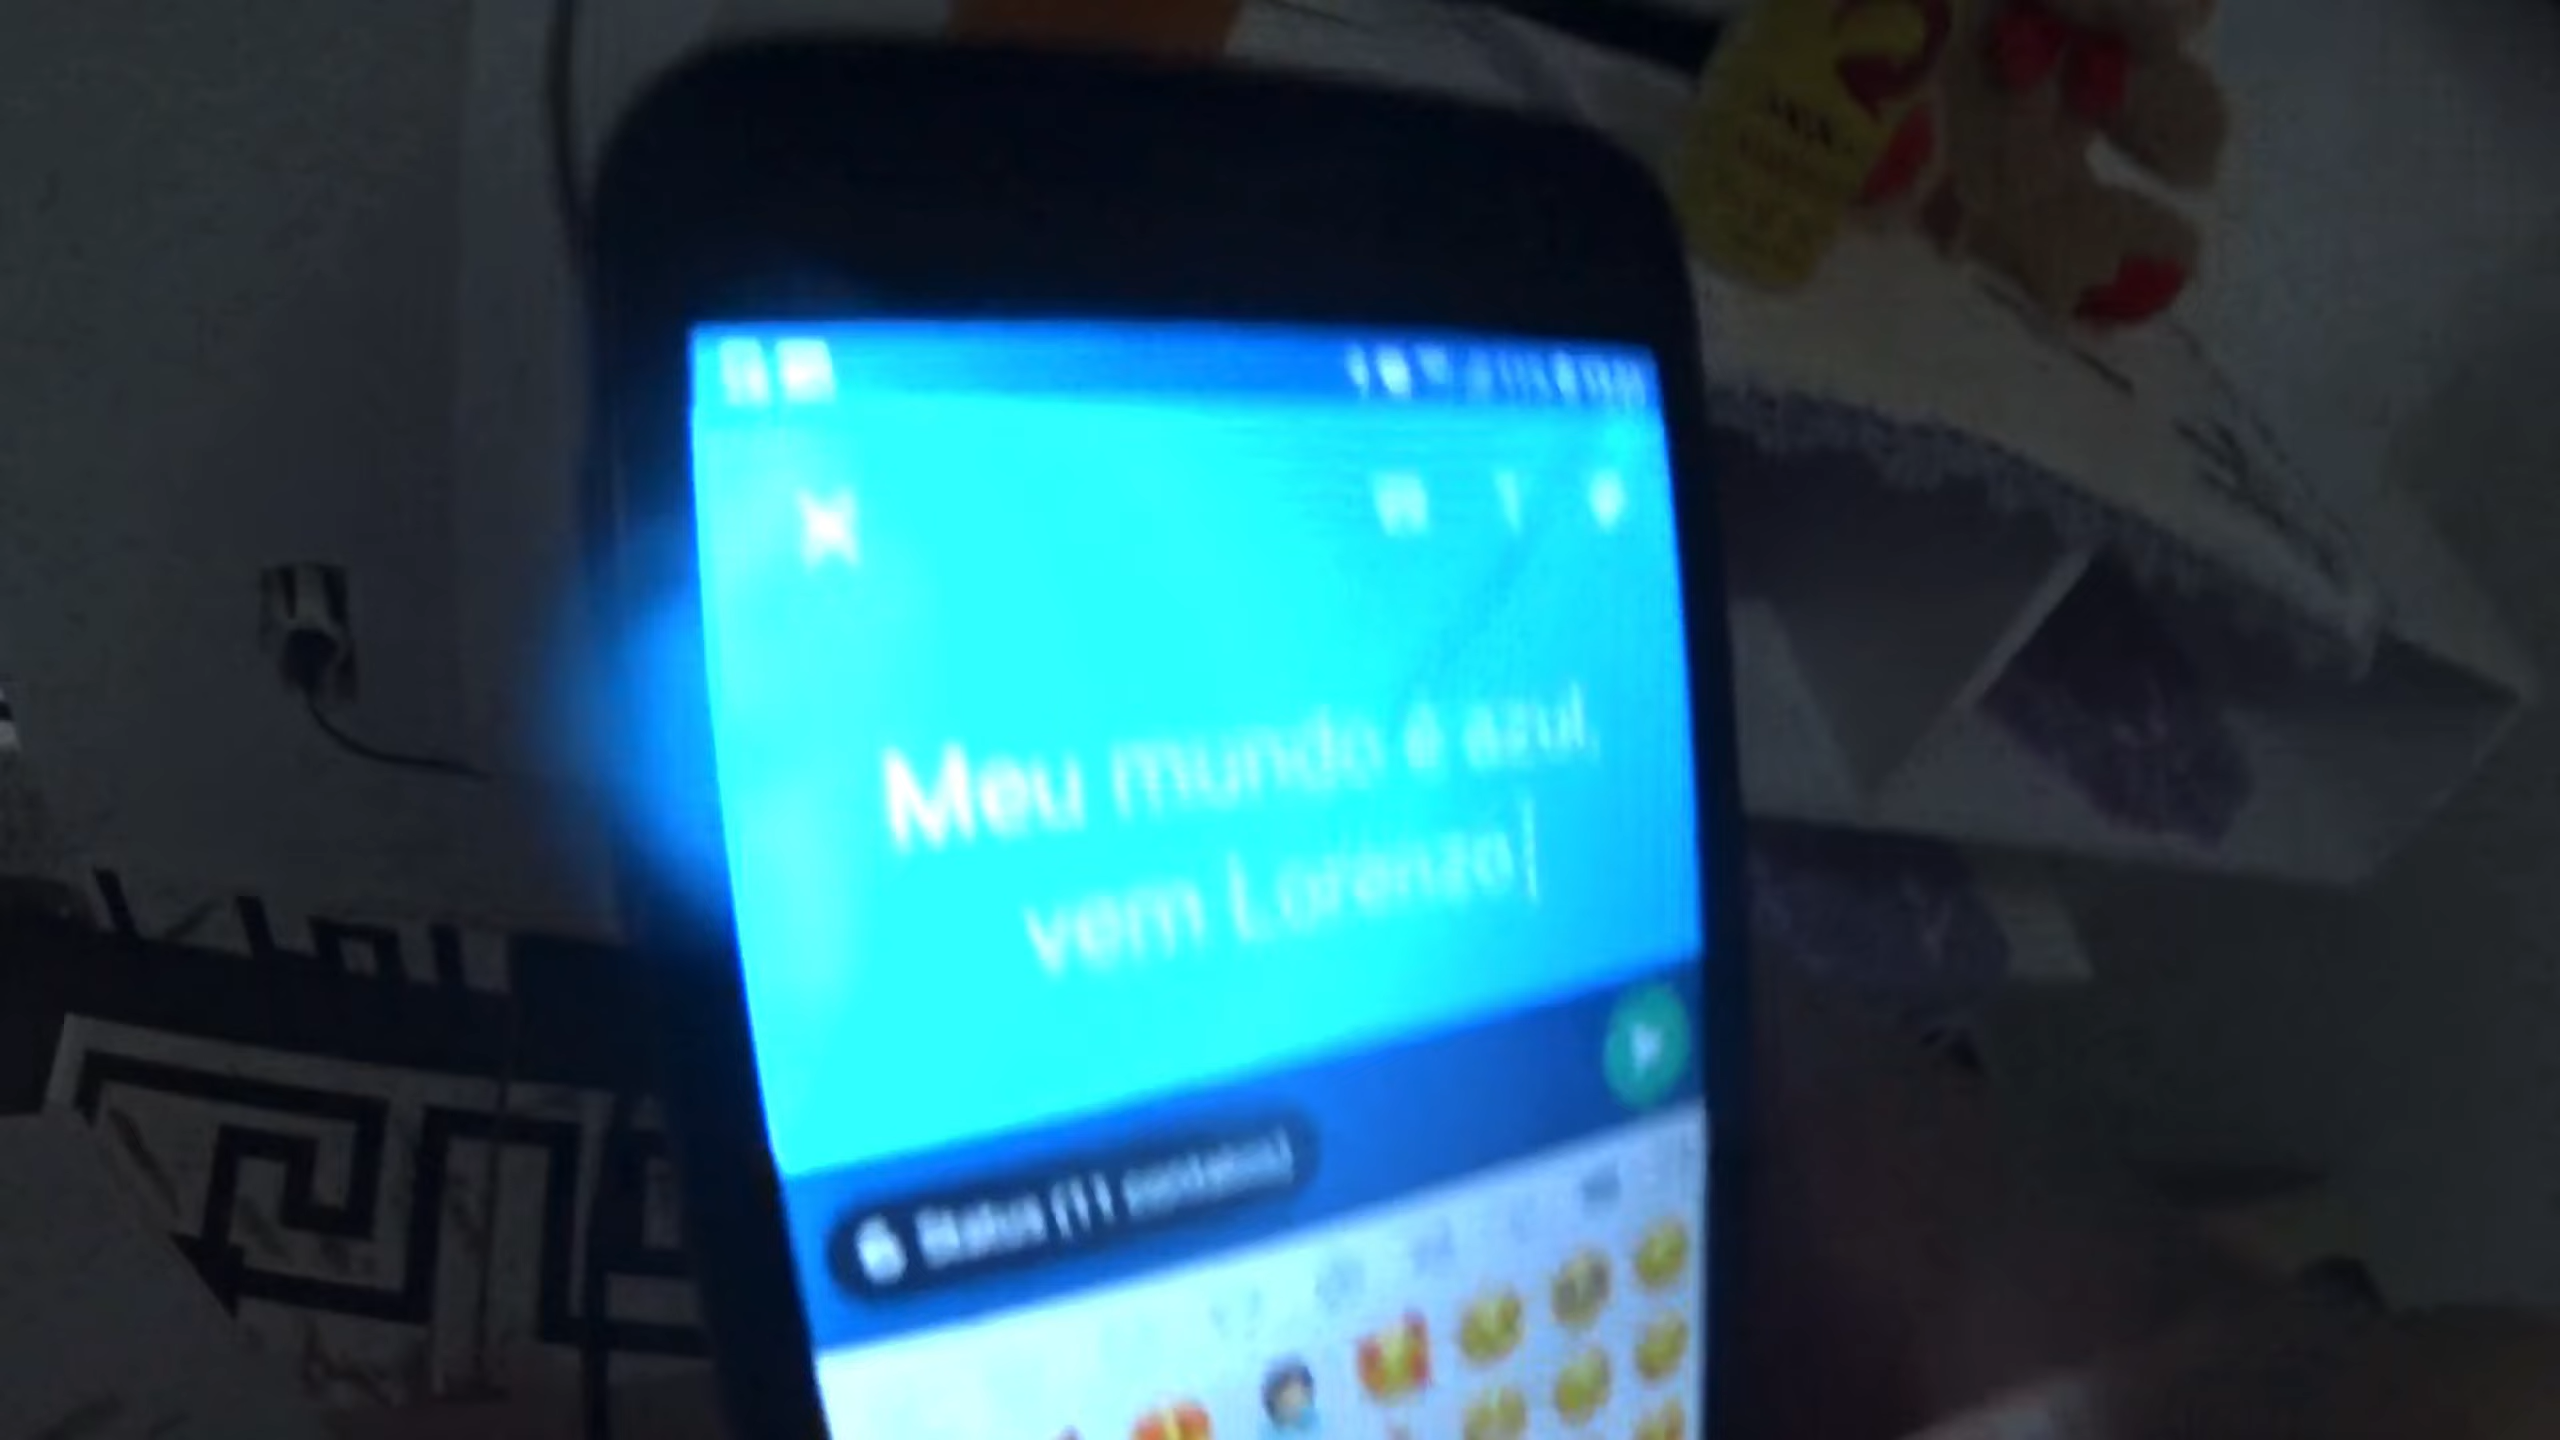 Meu mundo é azul,
vem Lorenzo
Status (11 contatos)